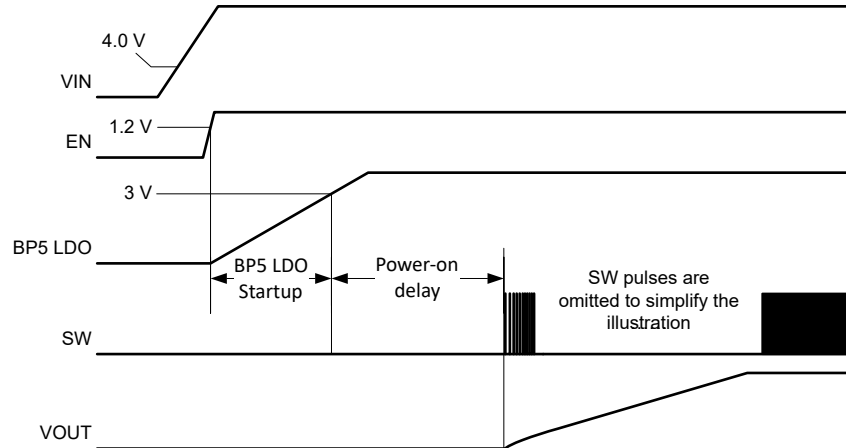 4.0 V
VIN
1.2 V
EN
3 V
BP5 LDO
BP5 LDO
Startup
Power-on
delay
SW pulses are
omitted to simplify the
illustration
SW
VOUT